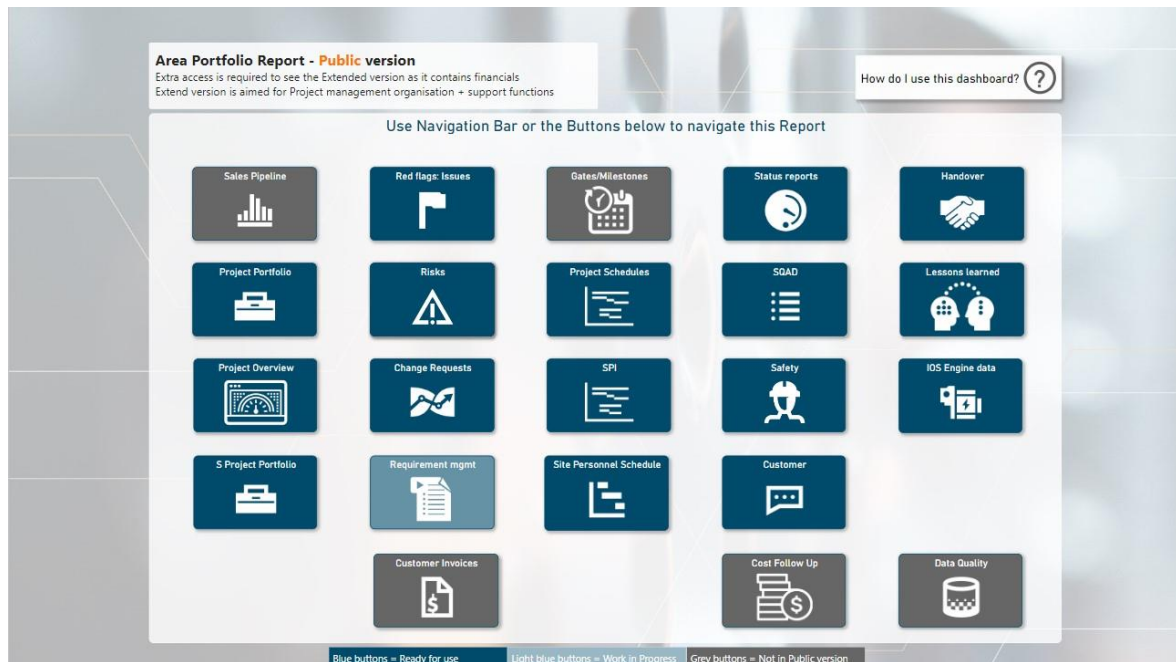 Area Portfolio Report - Public version
Extra access is required to see the Extended version as it contains financials
Extend version is aimed for Project management organisation + support functions
How do I use this dashboard? ?
Use Navigation Bar or the Buttons below to navigate this Report
Sales Pipeline
Red flags: Issues
Gates/Milestones
Status reports
Handover
Project Portfolio
Risks
Project Schedules
SQAD
Lessons learned
Project Overview
Change Requests
SPI
Safety
IOS Engine data
S Project Portfolio
Requirement mgmt
Site Personnel Schedule
Customer
Customer Invoices
Cost Follow Up
Data Quality
Blue buttons = Ready for use
Light blue buttons = Work in Progress
Grey buttons = Not in Public version